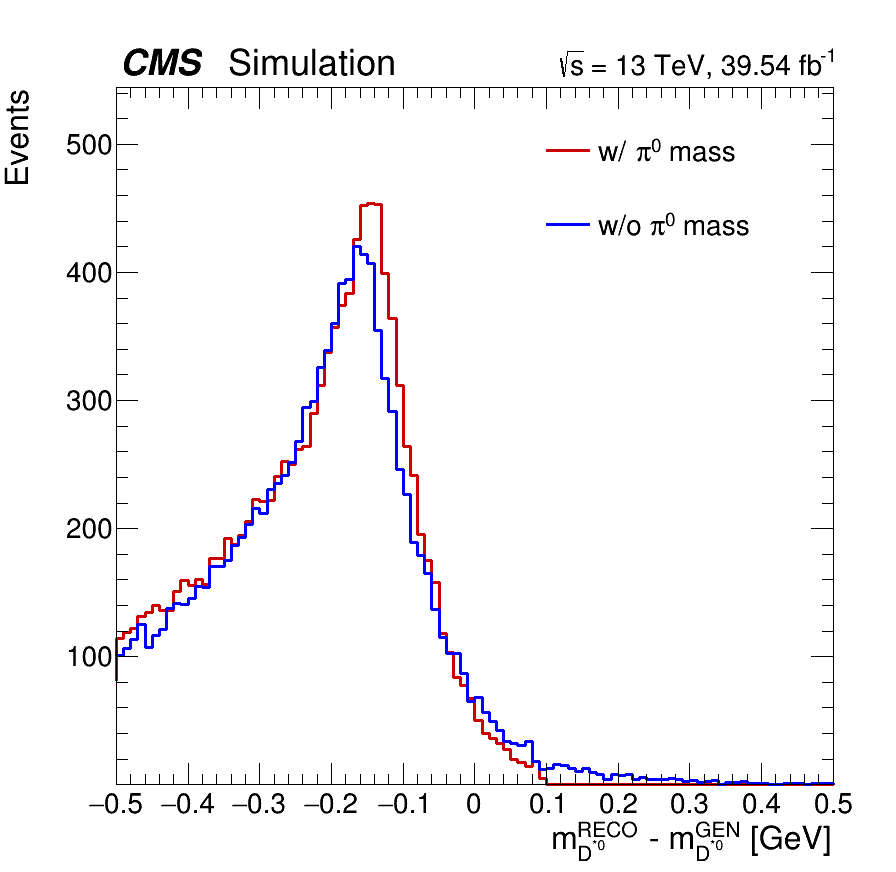 CMS Simulation √s = 13 TeV, 39.54 fb⁻¹
Events
w/ π⁰ mass
w/o π⁰ mass
500
400
300
200
100
−0.5 −0.4 −0.3 −0.2 −0.1 0 0.1 0.2 0.3 0.4 0.5
m_{D^{*0}}^{RECO} - m_{D^{*0}}^{GEN} [GeV]